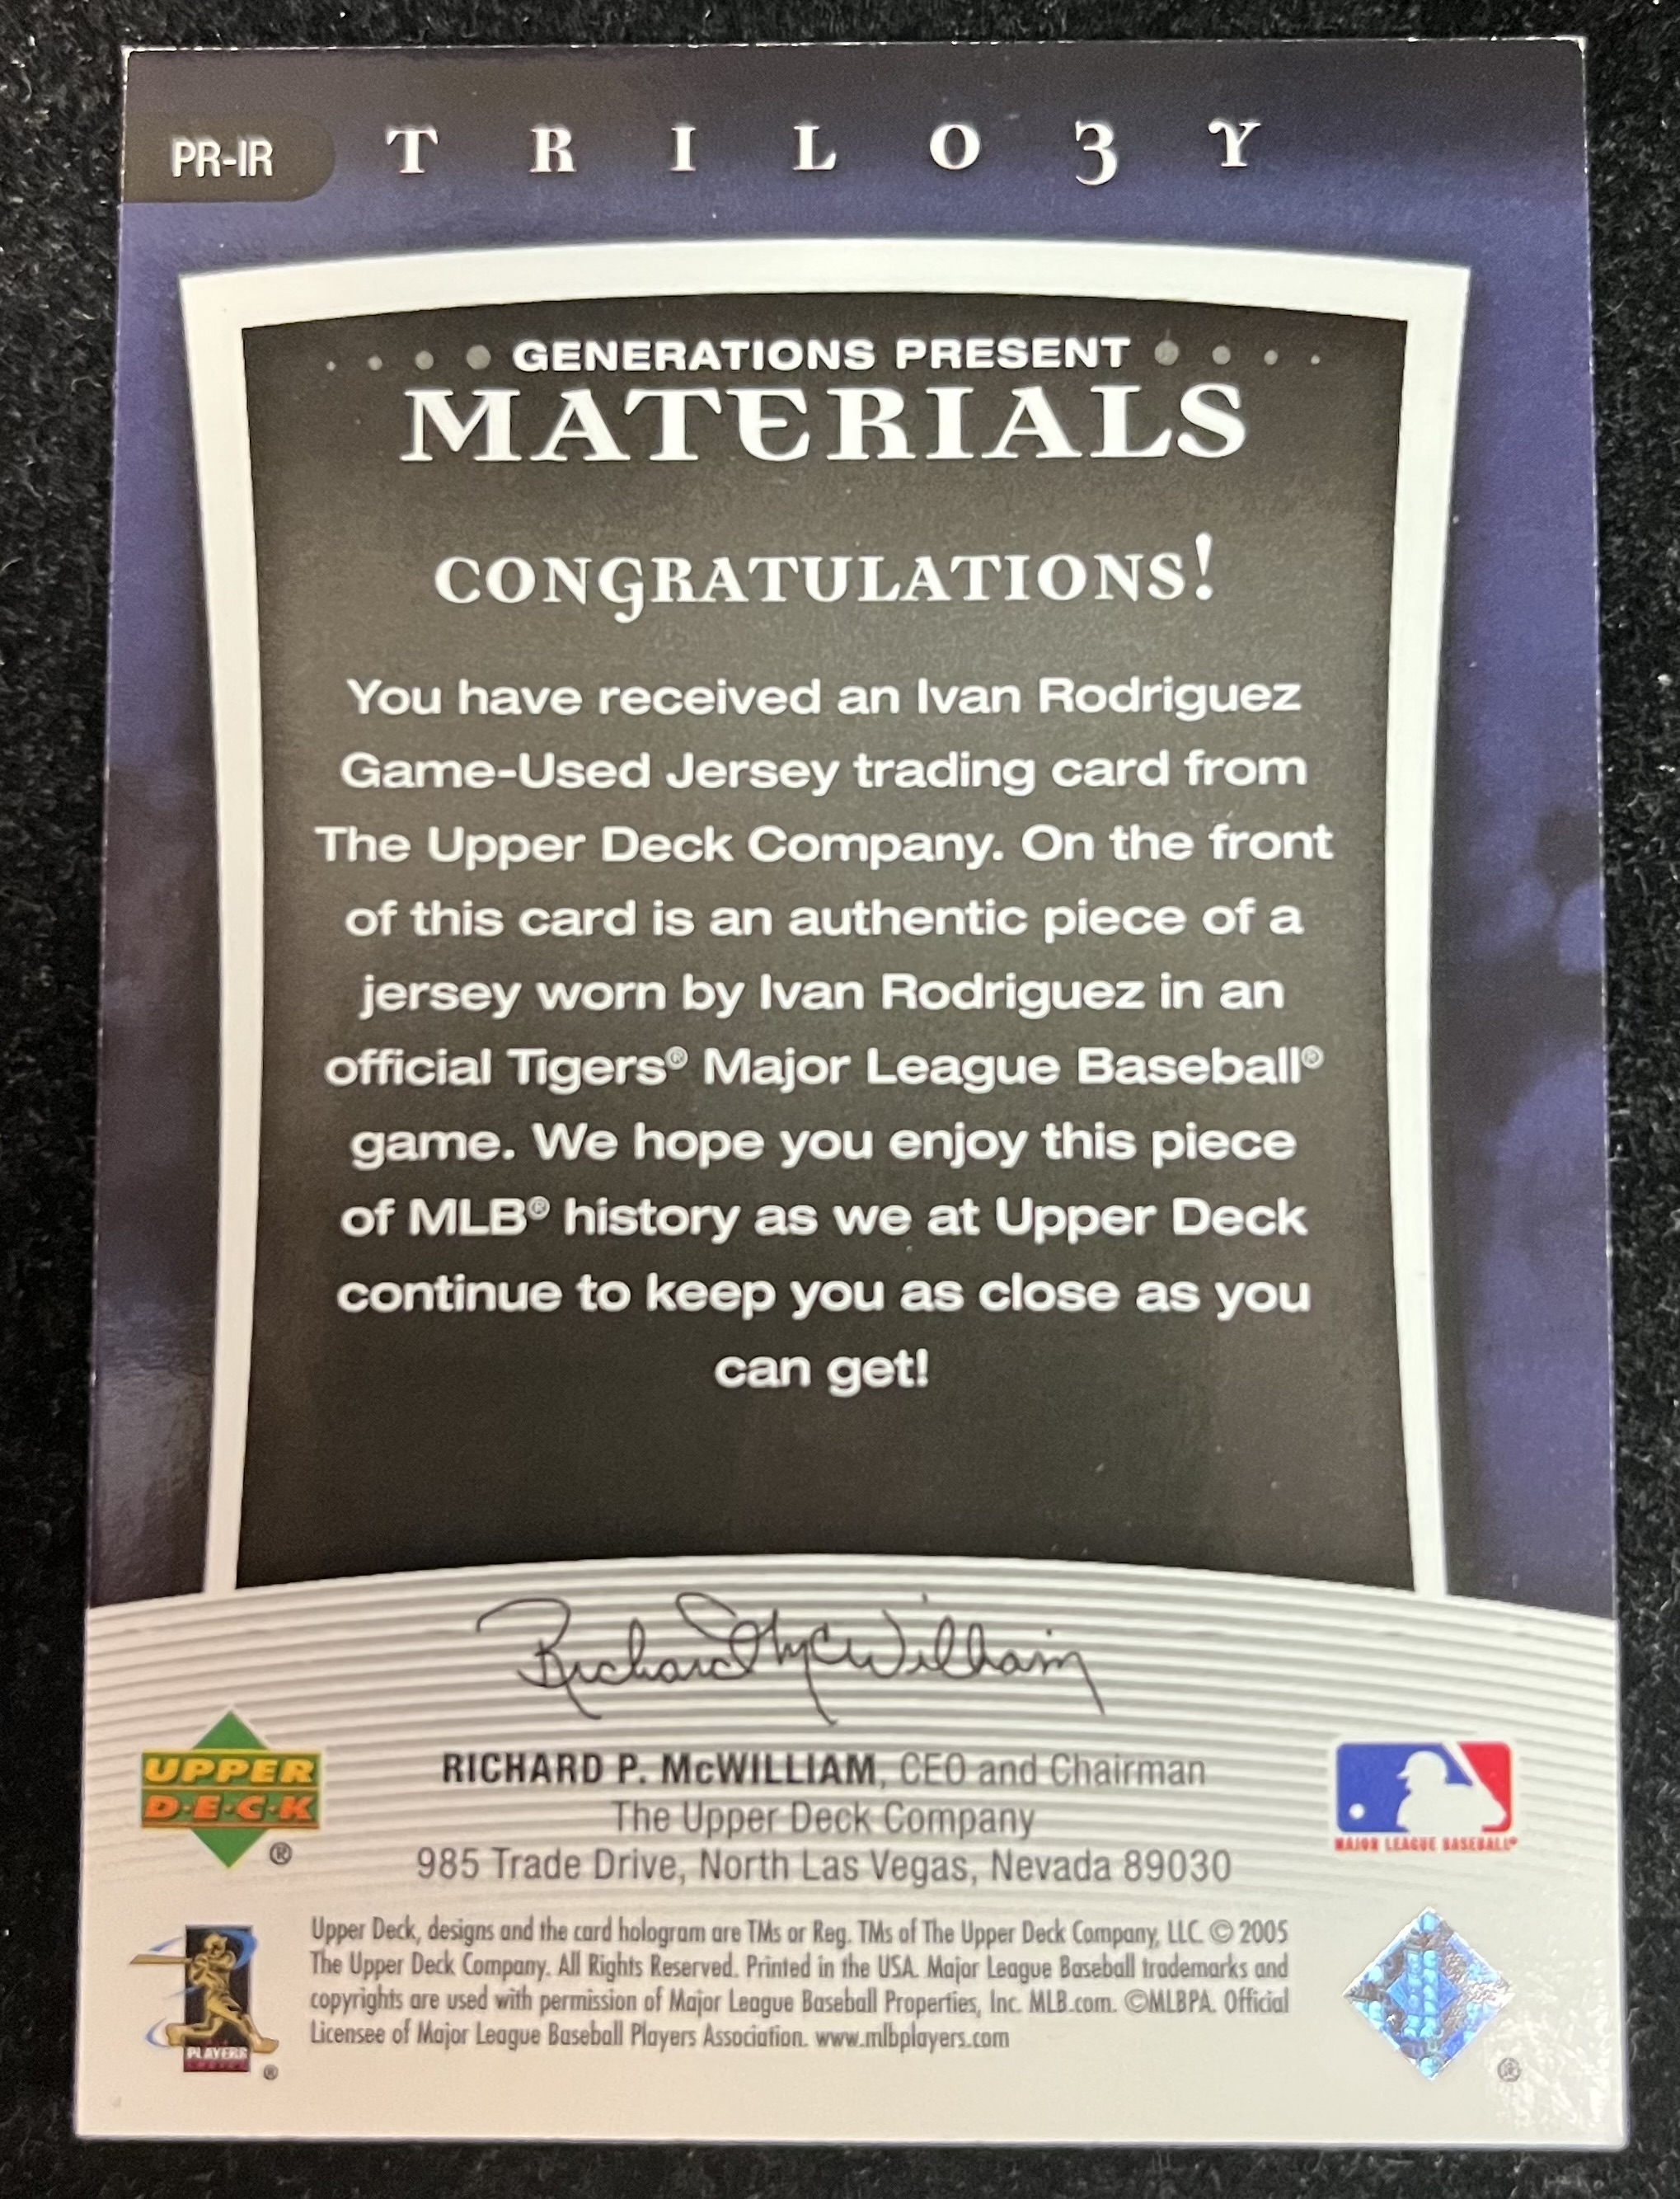 PR-IR
TRILO3Y
GENERATIONS PRESENT
MATERIALS
CONGRATULATIONS!
You have received an Ivan Rodriguez
Game-Used Jersey trading card from
The Upper Deck Company. On the front
of this card is an authentic piece of a
jersey worn by Ivan Rodriguez in an
official Tigers® Major League Baseball®
game. We hope you enjoy this piece
of MLB® history as we at Upper Deck
continue to keep you as close as you
can get!
Richard McWilliam
RICHARD P. McWILLIAM, CEO and Chairman
The Upper Deck Company
985 Trade Drive, North Las Vegas, Nevada 89030
UPPER
D·E·C·K
®
MAJOR LEAGUE BASEBALL®
Upper Deck, designs and the card hologram are TMs or Reg. TMs of The Upper Deck Company, LLC. © 2005
The Upper Deck Company. All Rights Reserved. Printed in the USA. Major League Baseball trademarks and
copyrights are used with permission of Major League Baseball Properties, Inc. MLB.com. ©MLBPA. Official
Licensee of Major League Baseball Players Association. www.mlbplayers.com
PLAYERS
®
®